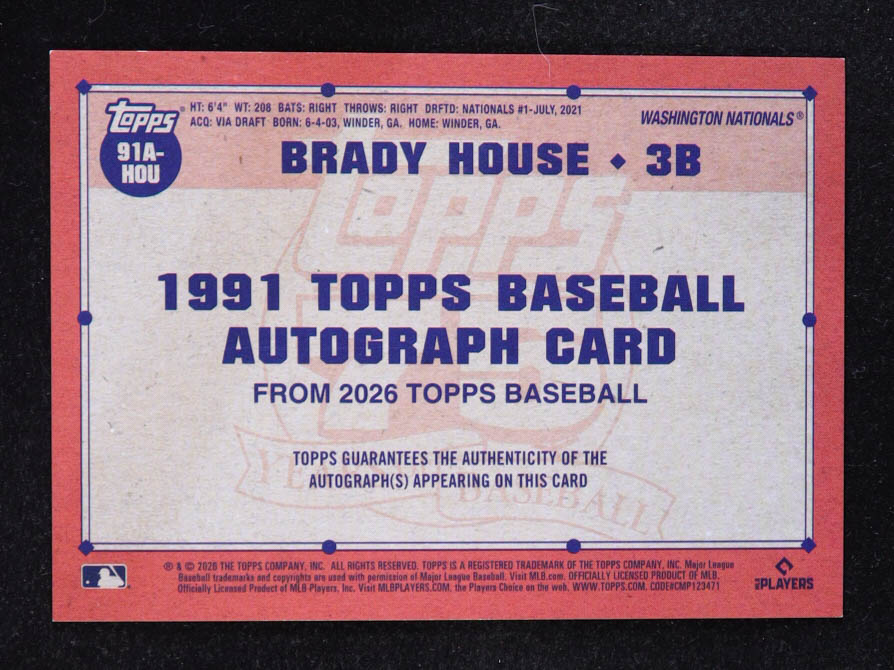 Topps®
91A-
HOU
HT: 6'4" WT: 208 BATS: RIGHT THROWS: RIGHT DRFTD: NATIONALS #1-JULY, 2021
ACQ: VIA DRAFT BORN: 6-4-03, WINDER, GA. HOME: WINDER, GA.
WASHINGTON NATIONALS®
BRADY HOUSE ◆ 3B
Topps
75
1991 TOPPS BASEBALL
AUTOGRAPH CARD
FROM 2026 TOPPS BASEBALL
TOPPS GUARANTEES THE AUTHENTICITY OF THE
AUTOGRAPH(S) APPEARING ON THIS CARD
YEARS
BASEBALL
® & © 2026 THE TOPPS COMPANY, INC. ALL RIGHTS RESERVED. TOPPS IS A REGISTERED TRADEMARK OF THE TOPPS COMPANY, INC. Major League
Baseball trademarks and copyrights are used with permission of Major League Baseball. Visit MLB.com. OFFICIALLY LICENSED PRODUCT OF MLB.
Officially Licensed Product of MLB Players, Inc. Visit MLBPLAYERS.COM, the Players Choice on the web. WWW.TOPPS.COM. CODE#CMP123471
MLB PLAYERS